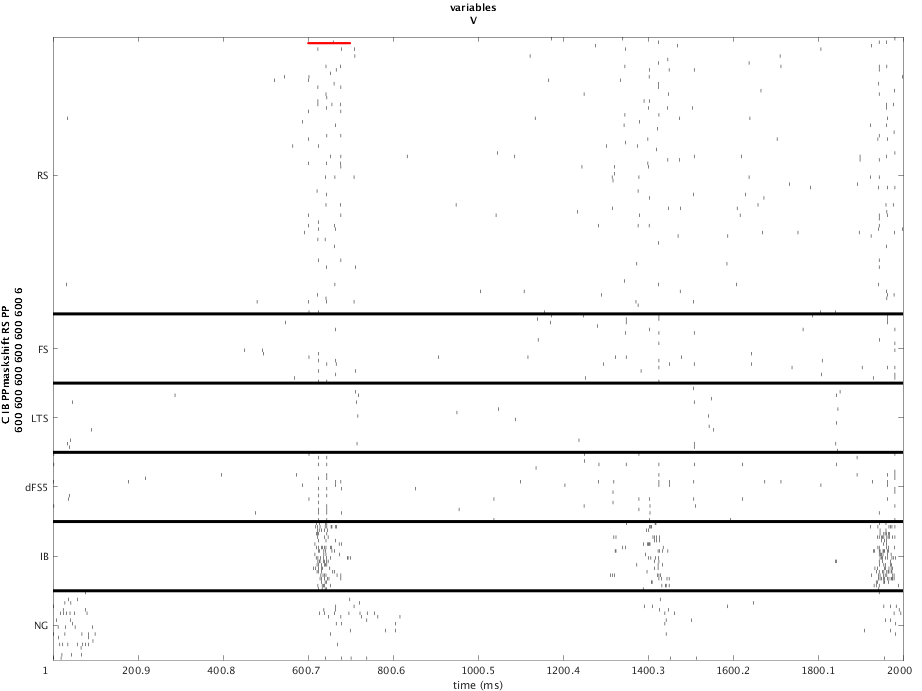 variables
V
C IB PPmaskshift RS PP
600 600 600 600 600 600 6
RS
FS
LTS
dFS5
IB
NG
1 200.9 400.8 600.7 800.6 1000.5 1200.4 1400.3 1600.2 1800.1 2000
time (ms)